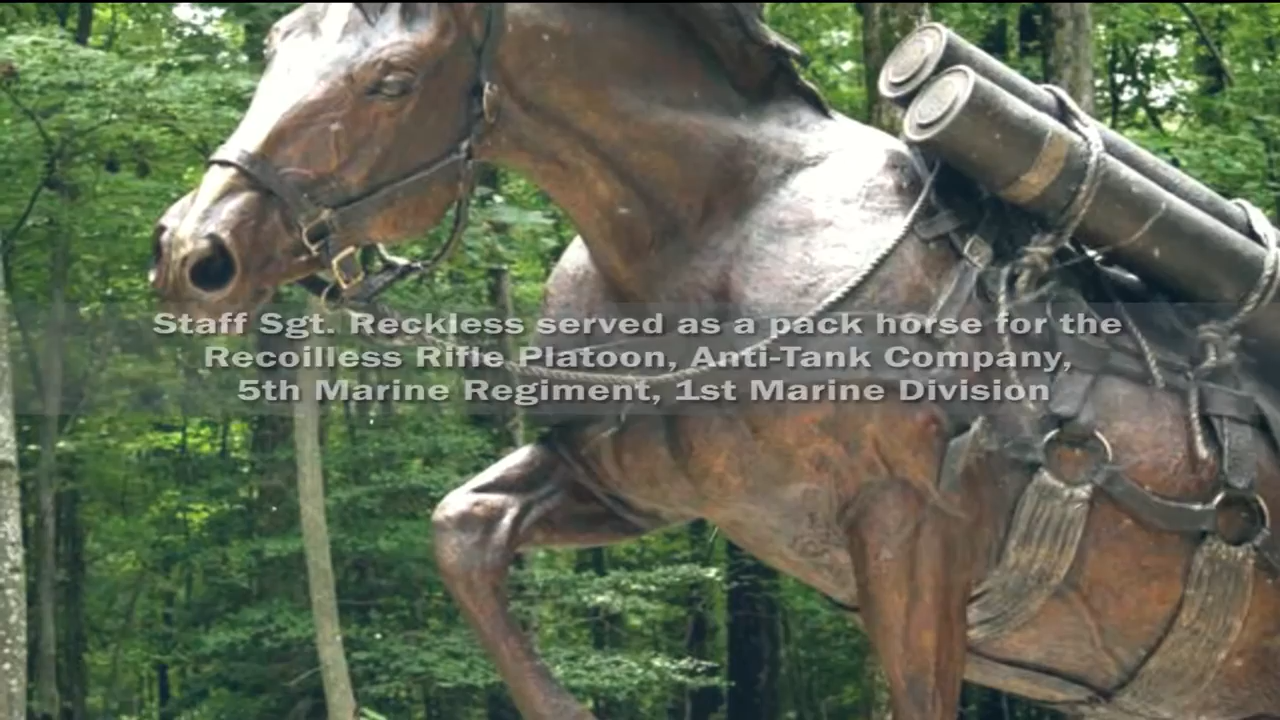 Staff Sgt. Reckless served as a pack horse for the
Recoilless Rifle Platoon, Anti-Tank Company,
5th Marine Regiment, 1st Marine Division